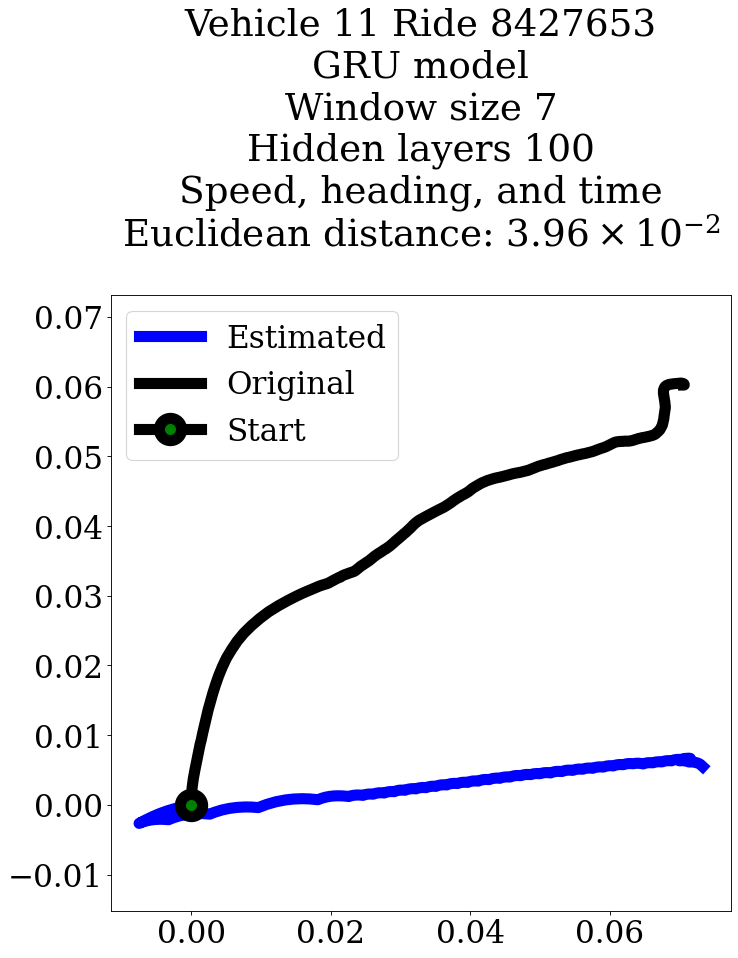 Vehicle 11 Ride 8427653
GRU model
Window size 7
Hidden layers 100
Speed, heading, and time
Euclidean distance: 3.96 × 10⁻²
0.07
0.06
0.05
0.04
0.03
0.02
0.01
0.00
−0.01
Estimated
Original
Start
0.00 0.02 0.04 0.06